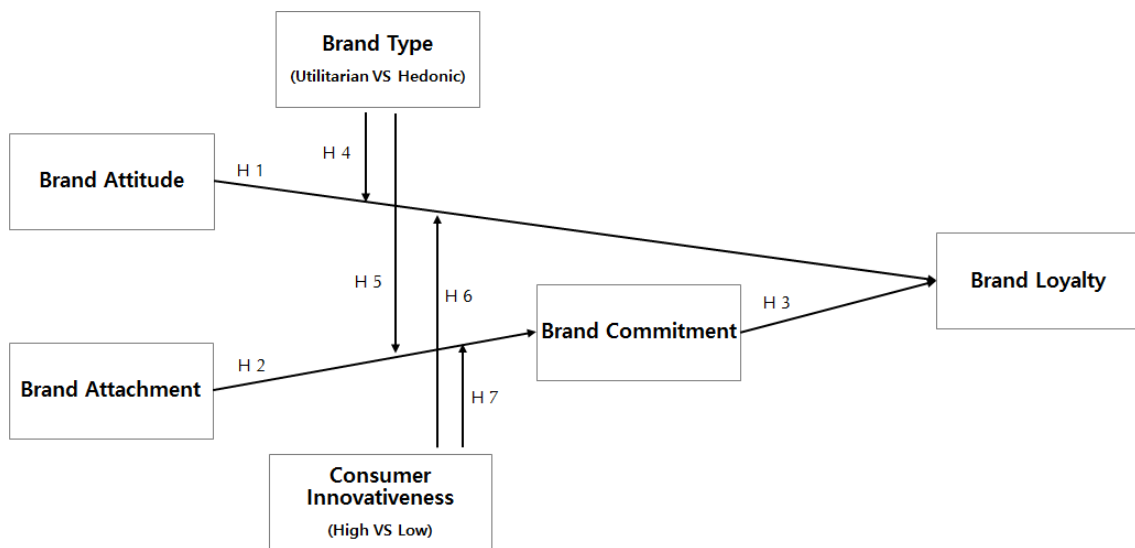 Brand Type
(Utilitarian VS Hedonic)
H 4
Brand Attitude
H 1
Brand Loyalty
H 5
H 6
H 3
Brand Commitment
H 2
Brand Attachment
H 7
Consumer
Innovativeness
(High VS Low)